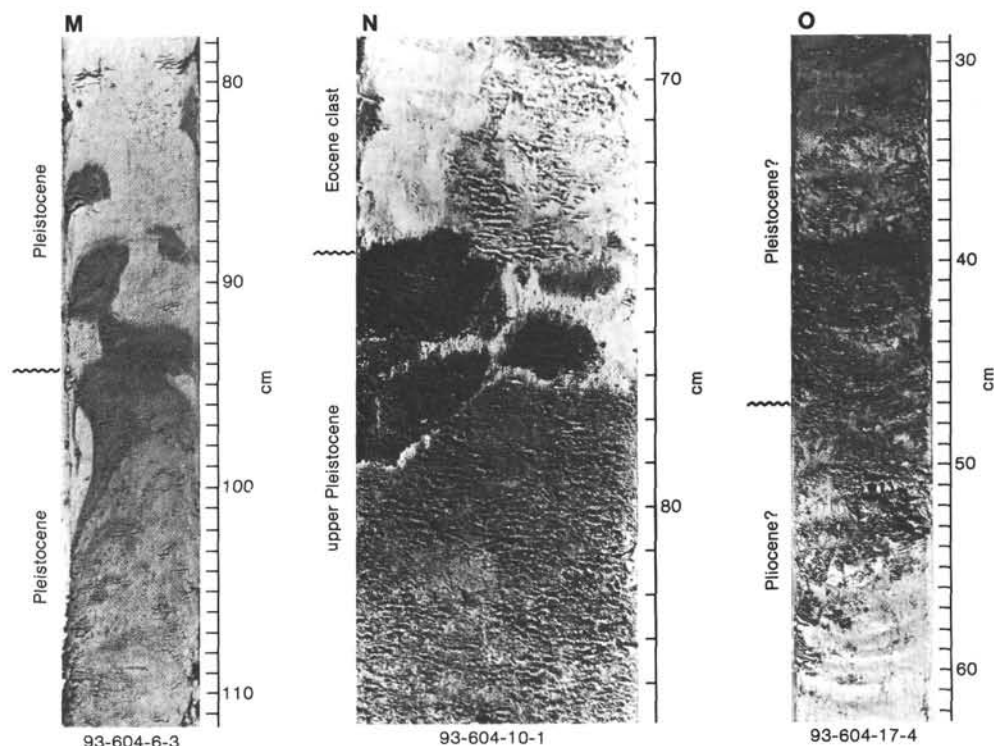 M
N
O
Pleistocene
Pleistocene
80
90
100
110
93-604-6-3
Eocene clast
upper Pleistocene
70
cm
80
93-604-10-1
Pleistocene?
Pliocene?
30
40
cm
50
60
93-604-17-4
cm